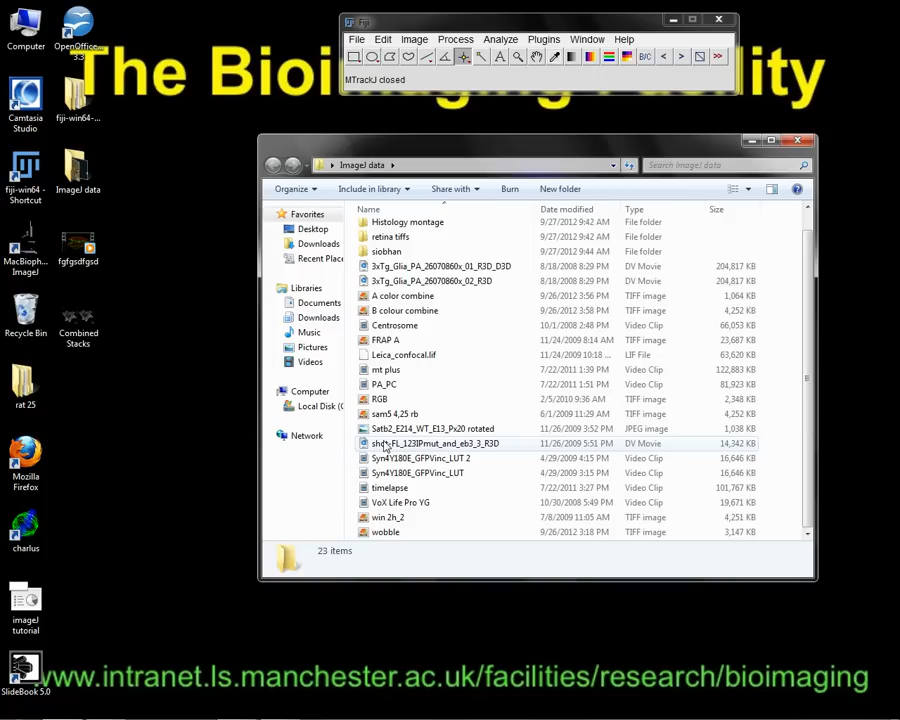 The Bioimaging Facility
Computer
OpenOffice...
3.3
Camtasia
Studio
fiji-win64-...
fiji-win64 -
Shortcut
ImageJ data
MacBioph...
ImageJ
fgfgsdfgsd
Recycle Bin
Combined
Stacks
rat 25
Mozilla
Firefox
charlus
imageJ
tutorial
SlideBook 5.0
Fiji
File Edit Image Process Analyze Plugins Window Help
B/C < > >>
MTrackJ closed
ImageJ data
Search ImageJ data
Organize Include in library Share with Burn New folder
Favorites
Desktop
Downloads
Recent Place
Libraries
Documents
Downloads
Music
Pictures
Videos
Computer
Local Disk (C
Network
Name Date modified Type Size
Histology montage 9/27/2012 9:42 AM File folder
retina tiffs 9/27/2012 9:42 AM File folder
siobhan 9/27/2012 9:44 AM File folder
3xTg_Glia_PA_26070860x_01_R3D_D3D 8/18/2008 8:29 PM DV Movie 204,817 KB
3xTg_Glia_PA_26070860x_02_R3D 8/18/2008 8:29 PM DV Movie 204,817 KB
A color combine 9/26/2012 3:56 PM TIFF image 1,064 KB
B colour combine 9/26/2012 3:58 PM TIFF image 4,252 KB
Centrosome 10/1/2008 2:48 PM Video Clip 66,053 KB
FRAP A 11/24/2009 8:14 AM TIFF image 23,687 KB
Leica_confocal.lif 11/24/2009 10:18 ... LIF File 63,620 KB
mt plus 7/22/2011 1:39 PM Video Clip 122,883 KB
PA_PC 7/22/2011 1:51 PM Video Clip 81,923 KB
RGB 2/5/2010 9:36 AM TIFF image 2,348 KB
sam5 4,25 rb 6/1/2009 11:29 AM TIFF image 4,252 KB
Satb2_E214_WT_E13_Px20 rotated 11/26/2009 3:52 PM JPEG image 1,038 KB
FL_123IPmut_and_eb3_3_R3D 11/26/2009 5:51 PM DV Movie 14,342 KB
Syn4Y180E_GFPVinc_LUT 2 4/29/2009 4:15 PM Video Clip 16,646 KB
Syn4Y180E_GFPVinc_LUT 4/29/2009 3:45 PM Video Clip 16,646 KB
timelapse 7/22/2011 3:27 PM Video Clip 101,767 KB
VoX Life Pro YG 10/30/2008 5:49 PM Video Clip 19,671 KB
win 2h_2 7/8/2009 11:05 AM TIFF image 4,251 KB
wobble 9/26/2012 3:18 PM TIFF image 3,147 KB
23 items
www.intranet.ls.manchester.ac.uk/facilities/research/bioimaging